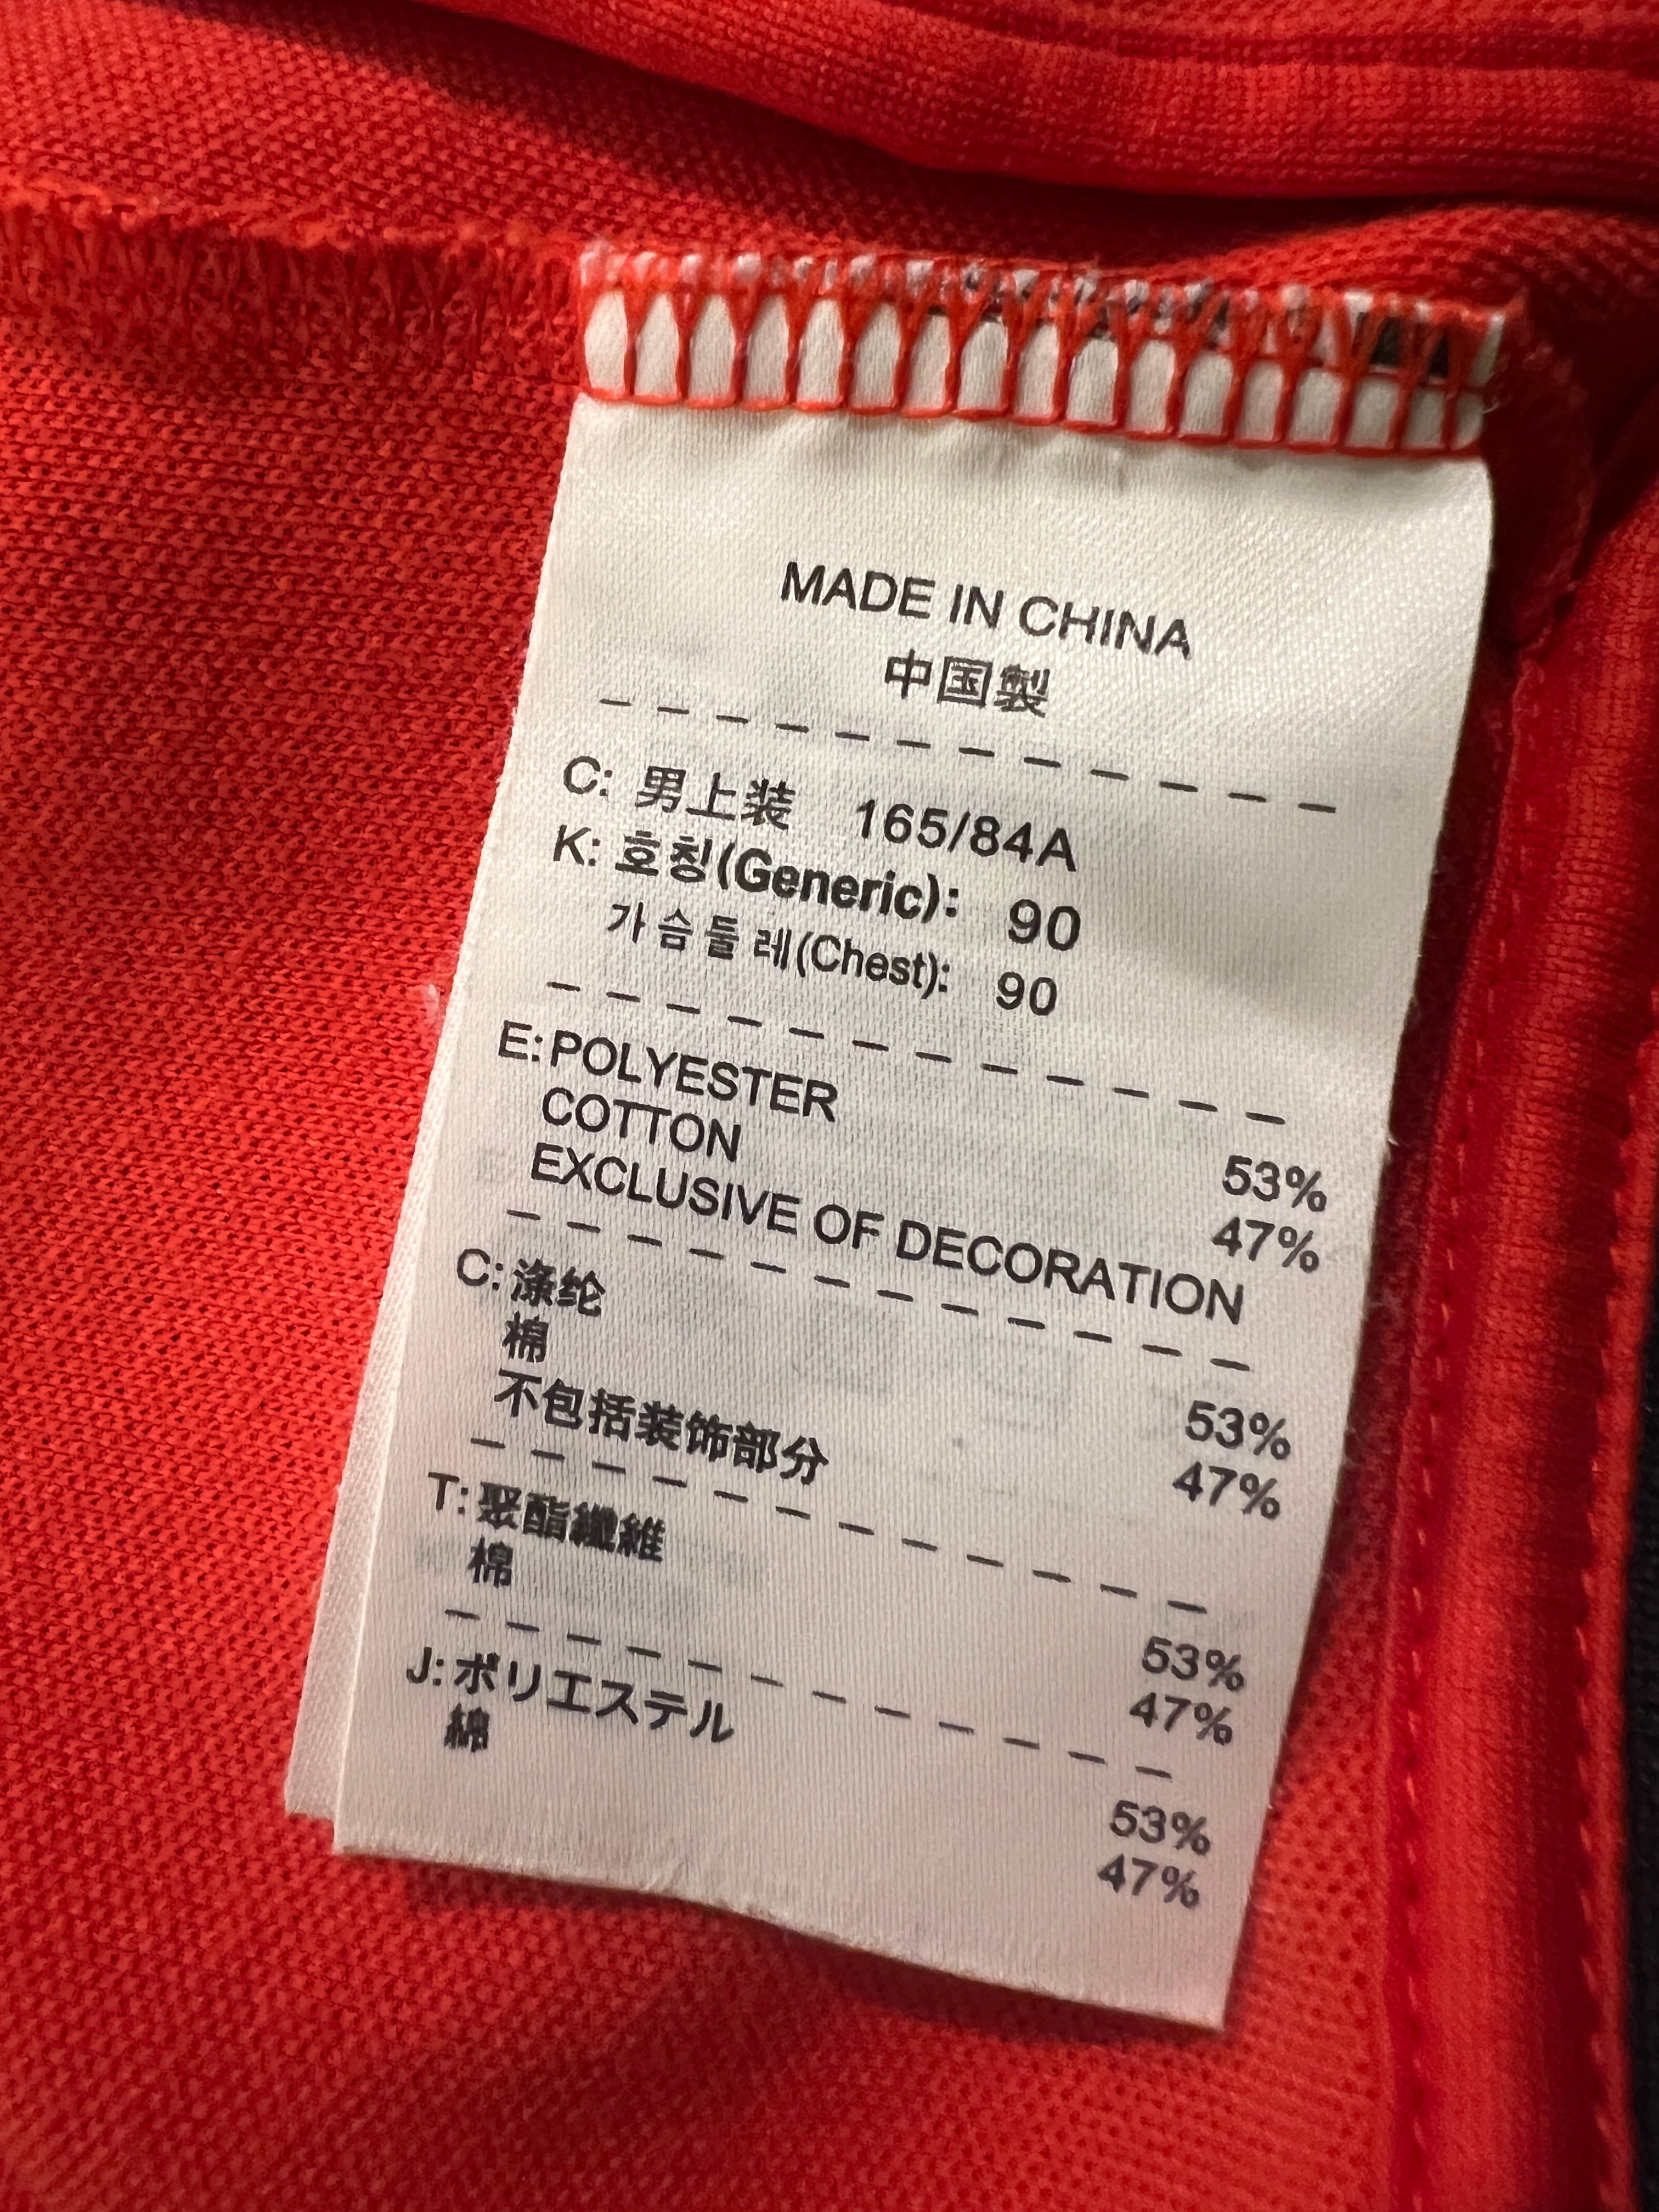 MADE IN CHINA
中国製
C: 男上装 165/84A
K: 호칭(Generic): 90
가슴둘레(Chest): 90
E: POLYESTER 53%
COTTON 47%
EXCLUSIVE OF DECORATION
C: 涤纶 53%
棉 47%
不包括装饰部分
T: 聚酯纖維 53%
棉 47%
J: ポリエステル 53%
綿 47%